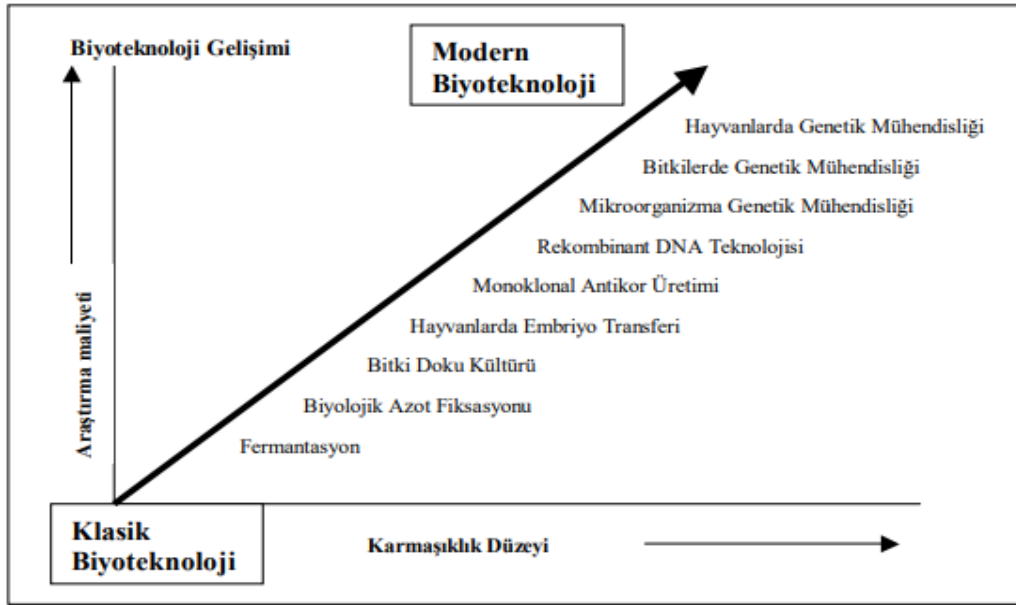 Biyoteknoloji Gelişimi
Modern
Biyoteknoloji
Hayvanlarda Genetik Mühendisliği
Bitkilerde Genetik Mühendisliği
Mikroorganizma Genetik Mühendisliği
Rekombinant DNA Teknolojisi
Monoklonal Antikor Üretimi
Hayvanlarda Embriyo Transferi
Bitki Doku Kültürü
Biyolojik Azot Fiksasyonu
Fermantasyon
Araştırma maliyeti
Klasik
Biyoteknoloji
Karmaşıklık Düzeyi